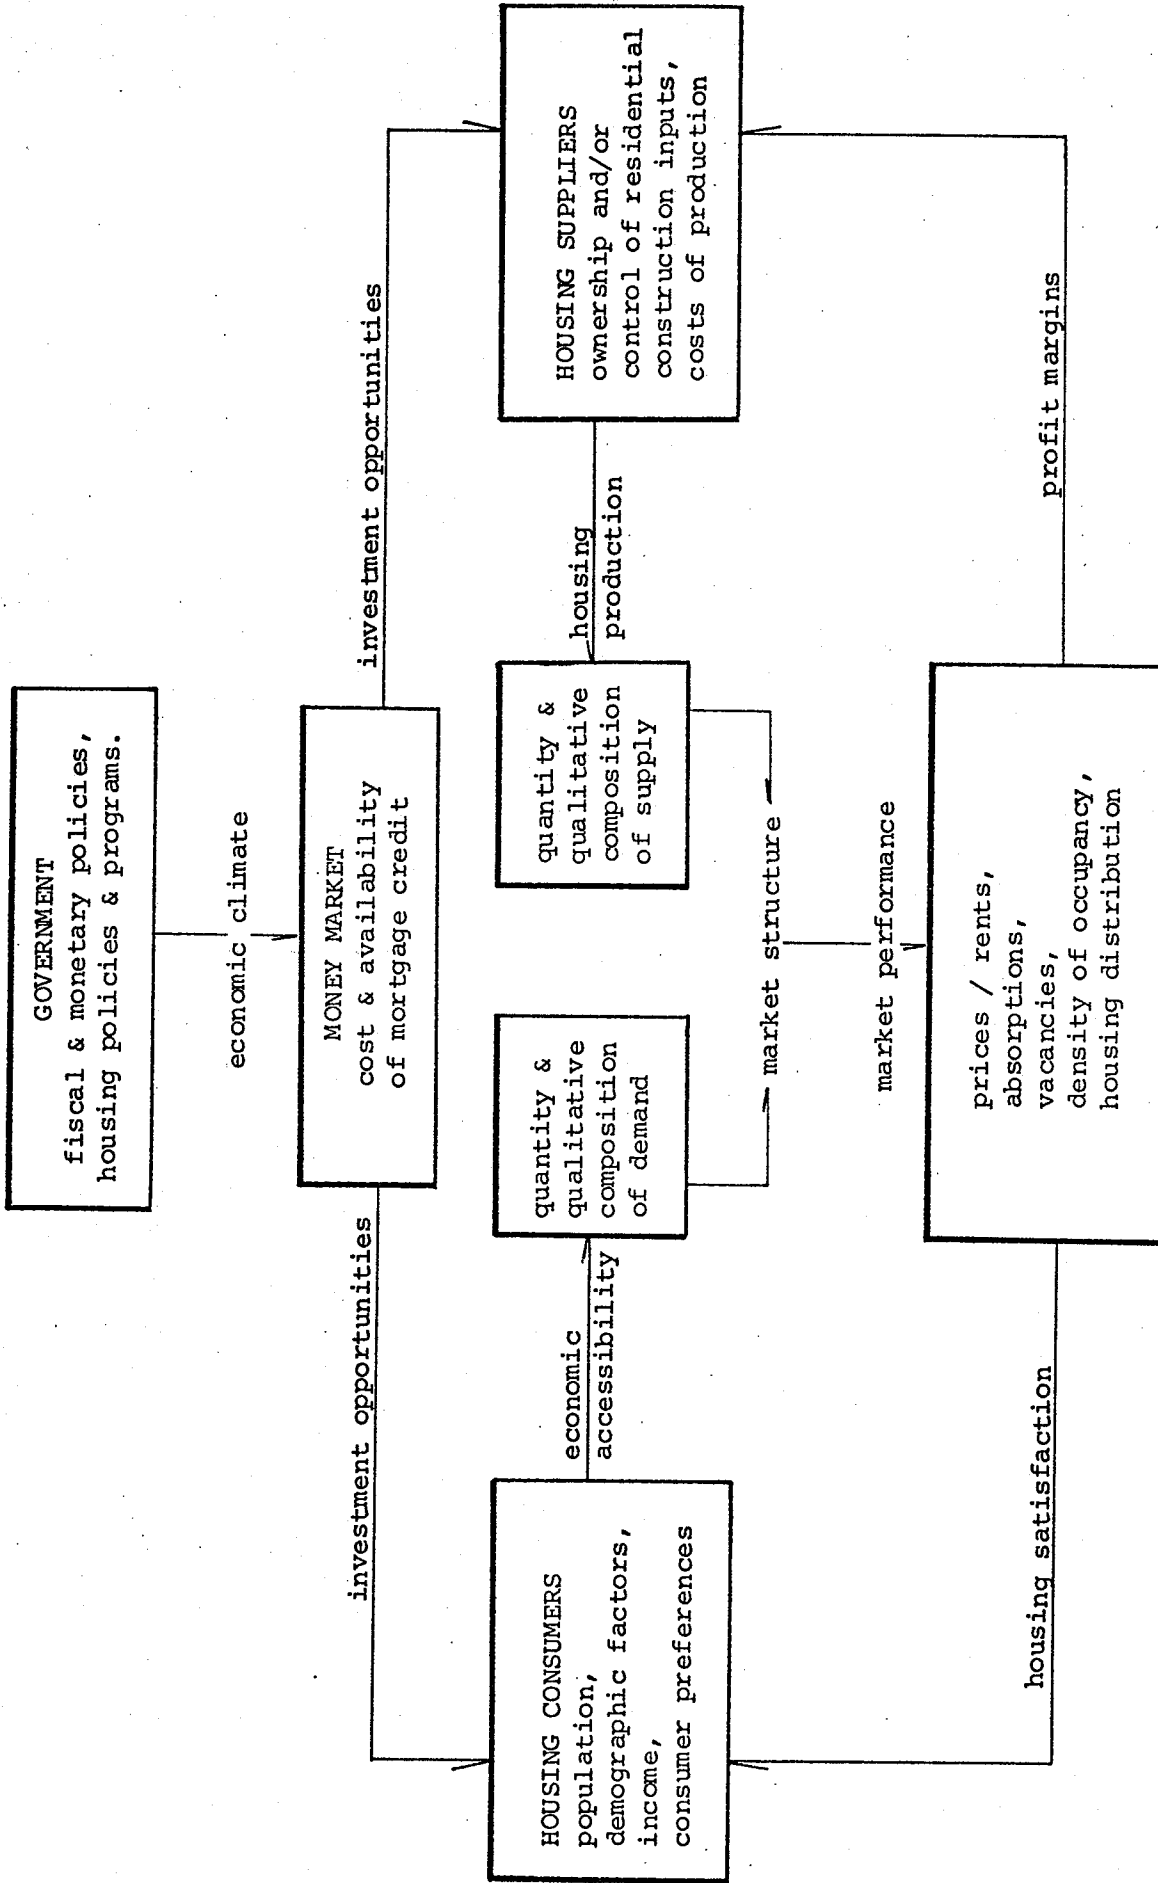 GOVERNMENT
fiscal & monetary policies,
housing policies & programs.
economic climate
MONEY MARKET
cost & availability
of mortgage credit
investment opportunities
investment opportunities
HOUSING CONSUMERS
population,
demographic factors,
income,
consumer preferences
economic
accessibility
quantity &
qualitative
composition
of demand
quantity &
qualitative
composition
of supply
housing
production
HOUSING SUPPLIERS
ownership and/or
control of residential
construction inputs,
costs of production
market structure
market performance
prices / rents,
absorptions,
vacancies,
density of occupancy,
housing distribution
housing satisfaction
profit margins